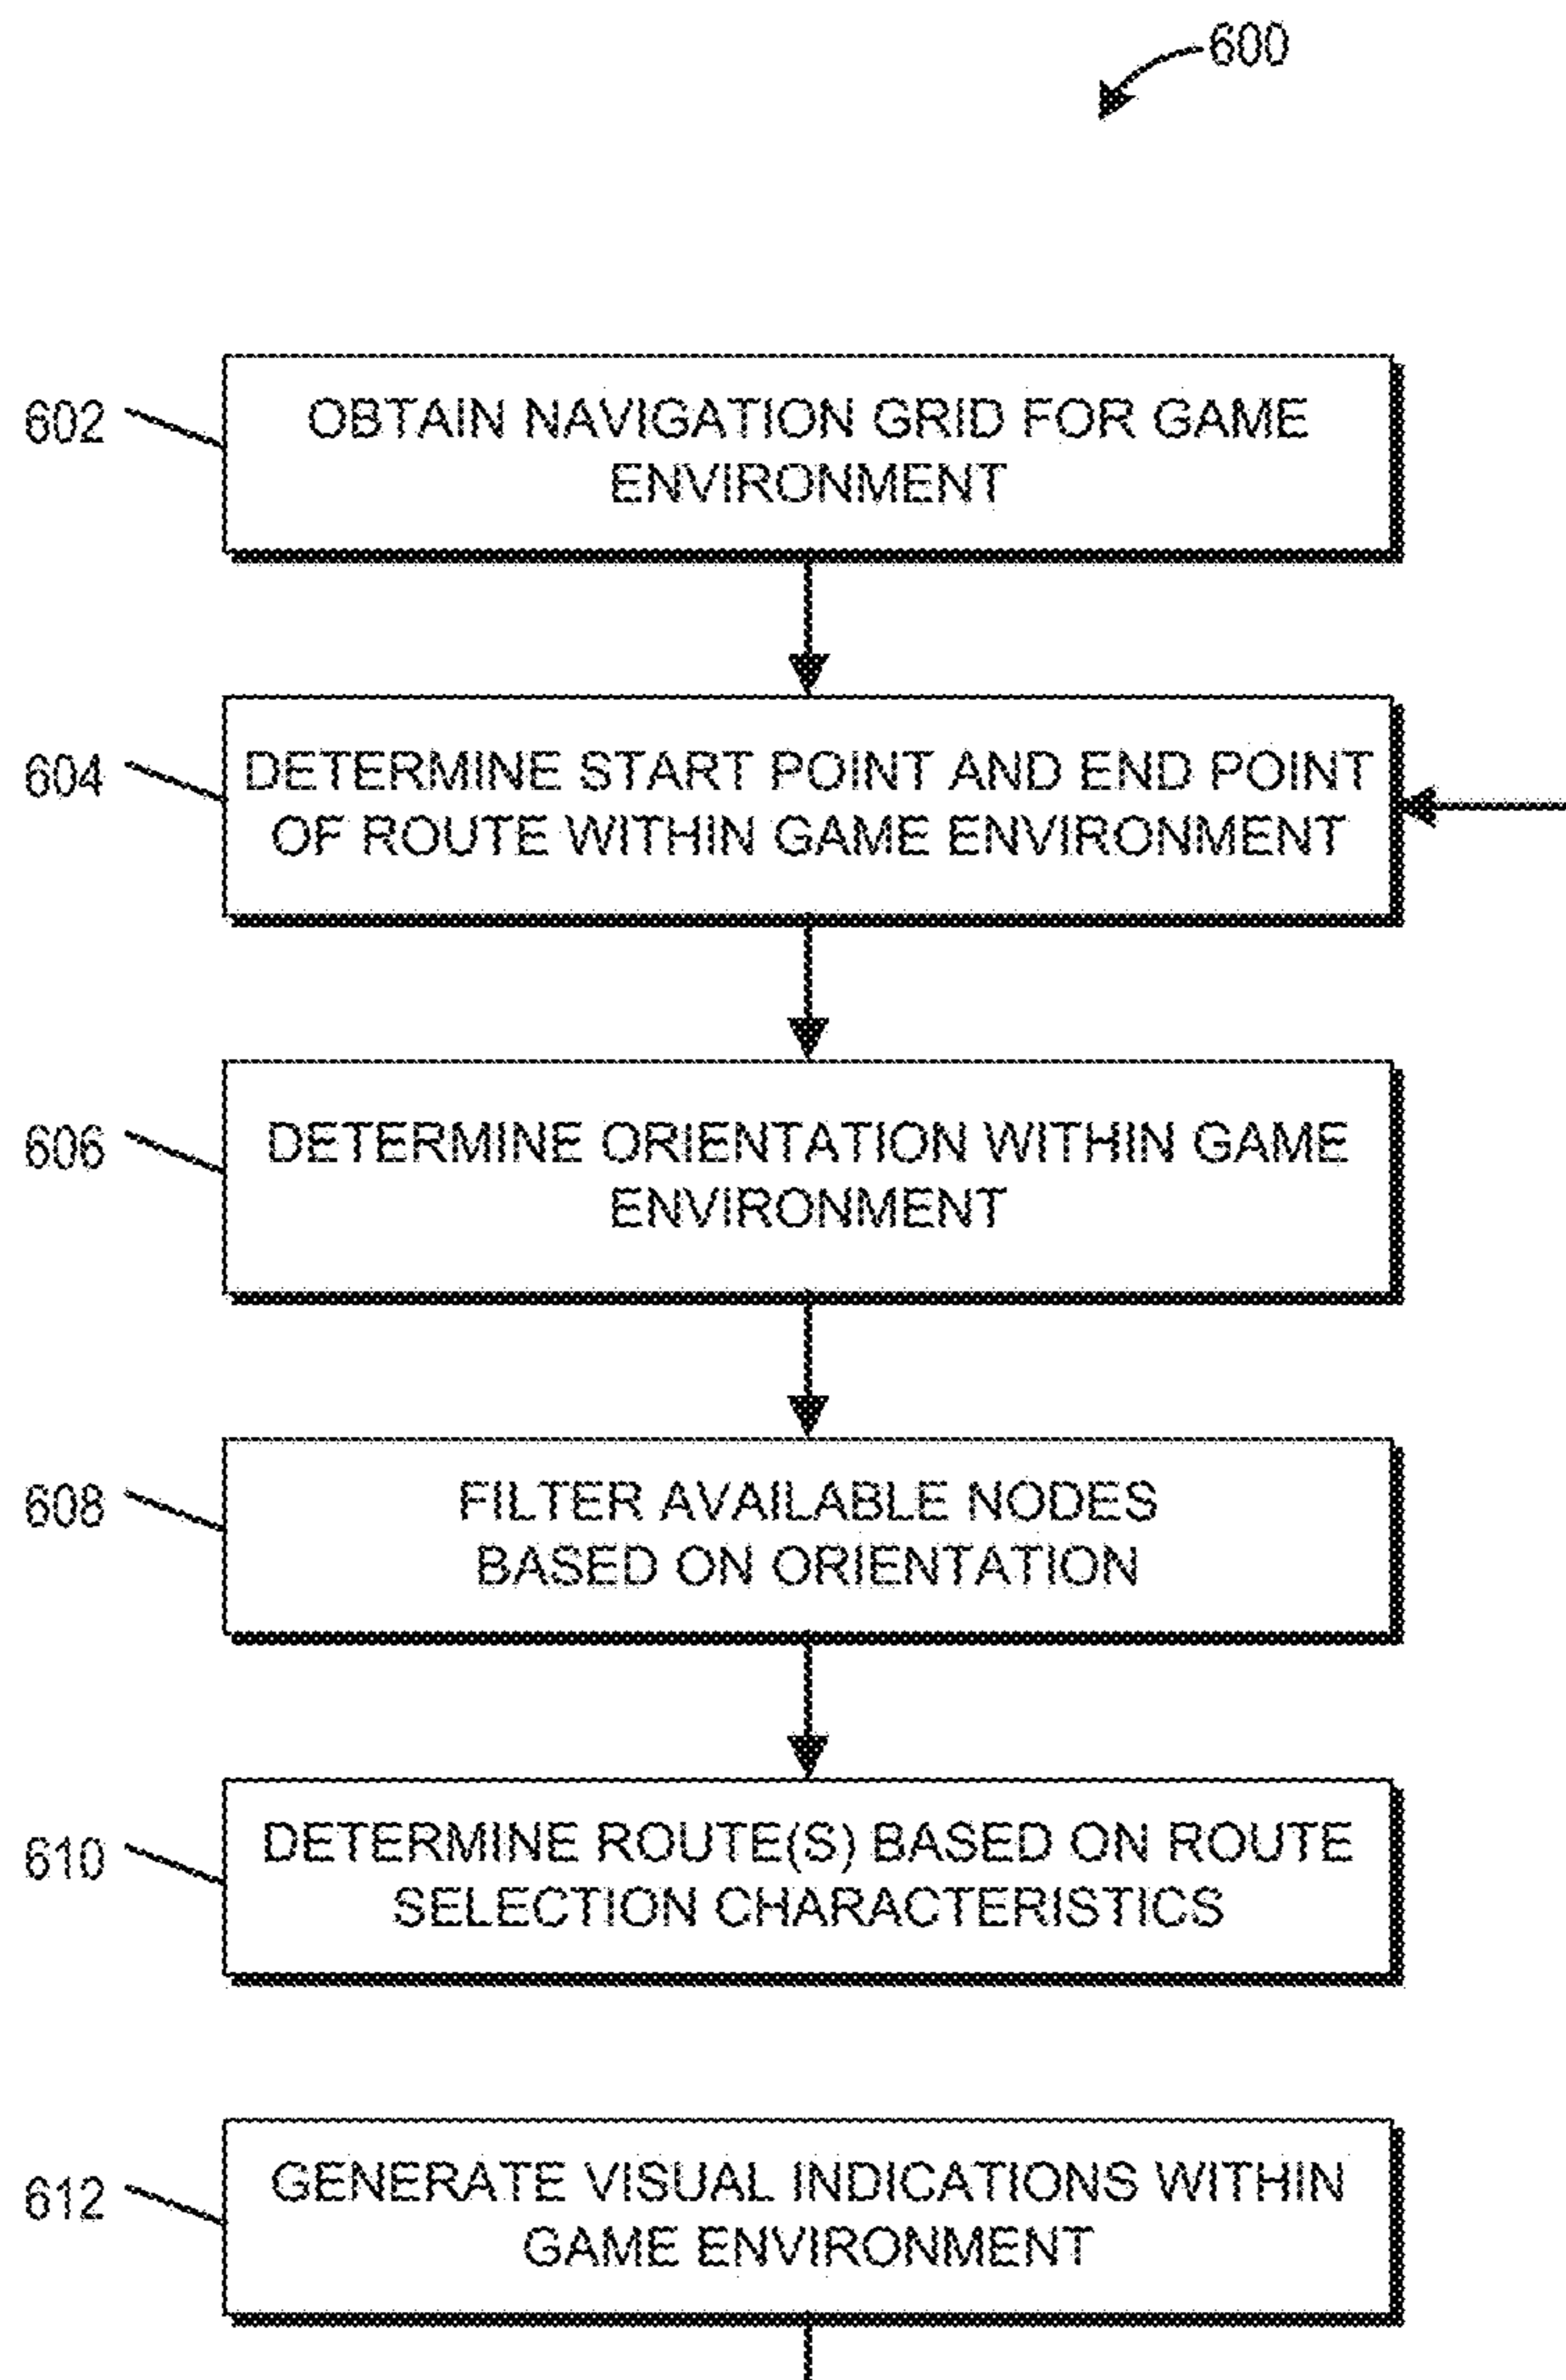 600
602
OBTAIN NAVIGATION GRID FOR GAME
ENVIRONMENT
604
DETERMINE START POINT AND END POINT
OF ROUTE WITHIN GAME ENVIRONMENT
606
DETERMINE ORIENTATION WITHIN GAME
ENVIRONMENT
608
FILTER AVAILABLE NODES
BASED ON ORIENTATION
610
DETERMINE ROUTE(S) BASED ON ROUTE
SELECTION CHARACTERISTICS
612
GENERATE VISUAL INDICATIONS WITHIN
GAME ENVIRONMENT